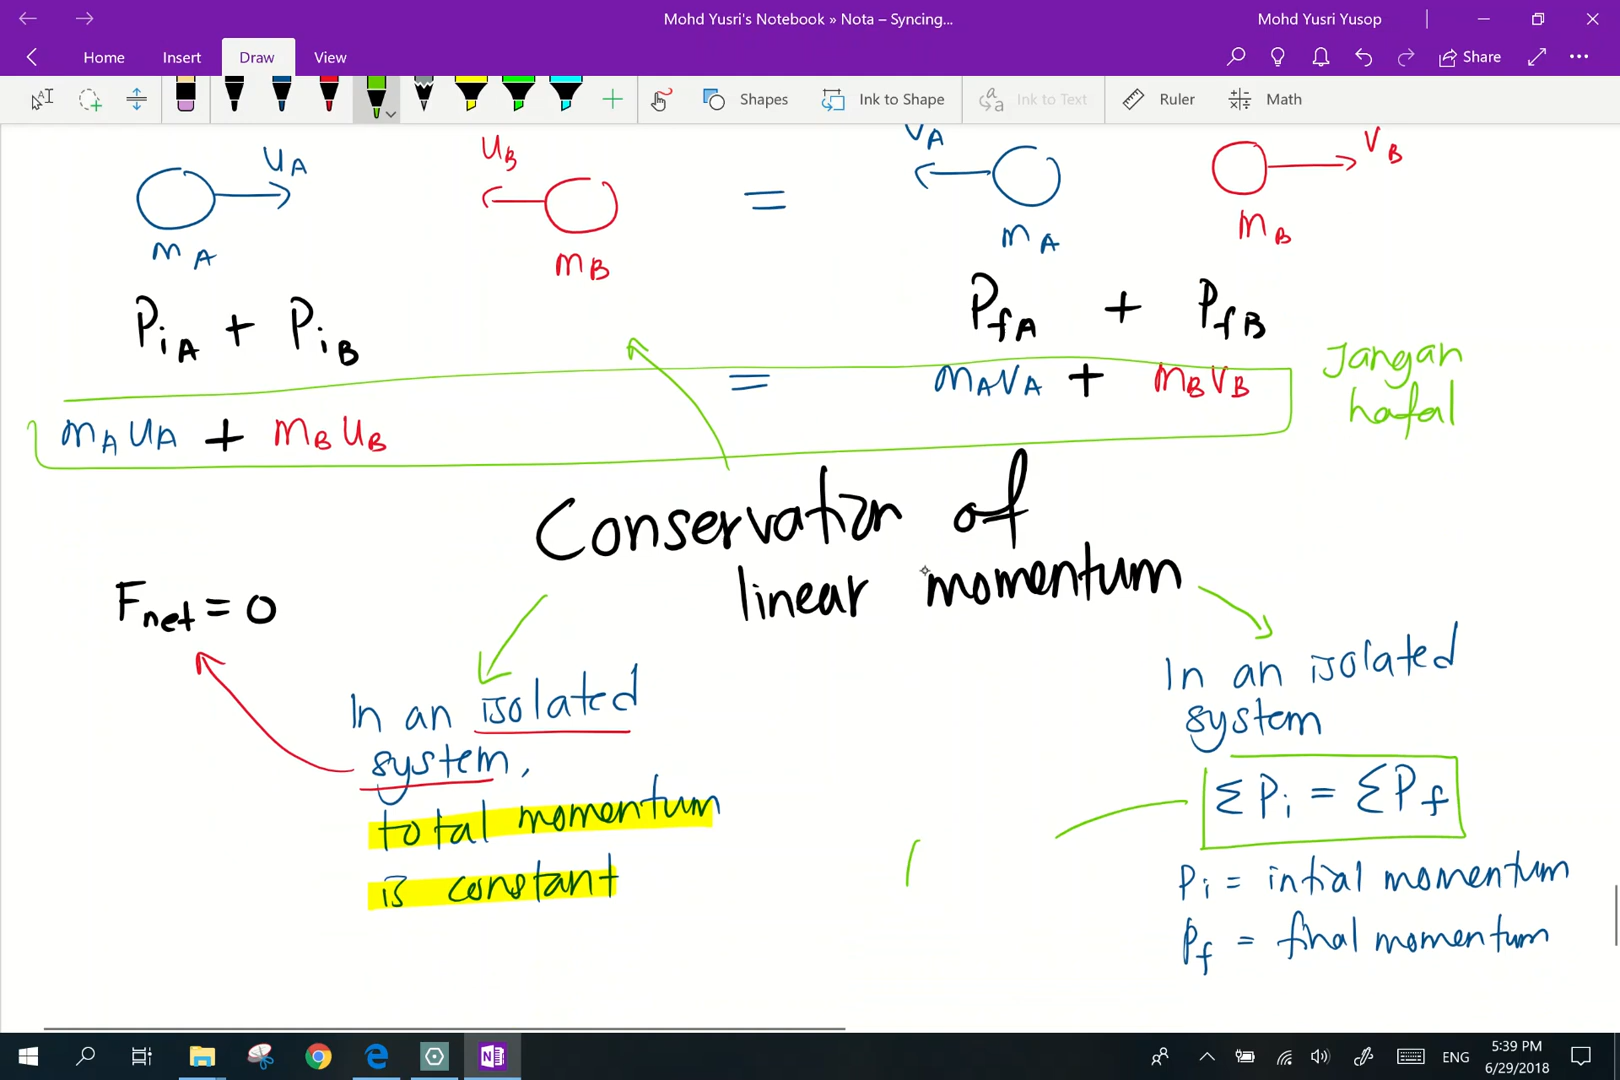 Mohd Yusri's Notebook » Nota – Syncing...
Mohd Yusri Yusop
Home Insert Draw View
Share
Shapes
Ink to Shape
Ink to Text
Ruler
Math
uA
uB
=
vA
vB
mA
mB
mA
mB
PiA + PiB
PfA + PfB
mAuA + mBuB = mAvA + mBvB
Jangan
hafal
Conservation of
linear momentum
Fnet = 0
In an isolated
system,
total momentum
is constant
In an isolated
system
ΣPi = ΣPf
Pi = intial momentum
Pf = final momentum
ENG
5:39 PM
6/29/2018